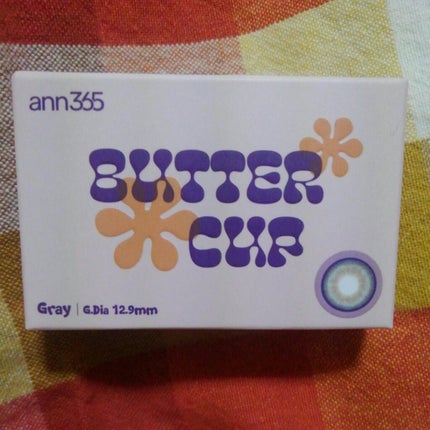 ann365
BUTTER
CUP
Gray | G.Dia 12.9mm